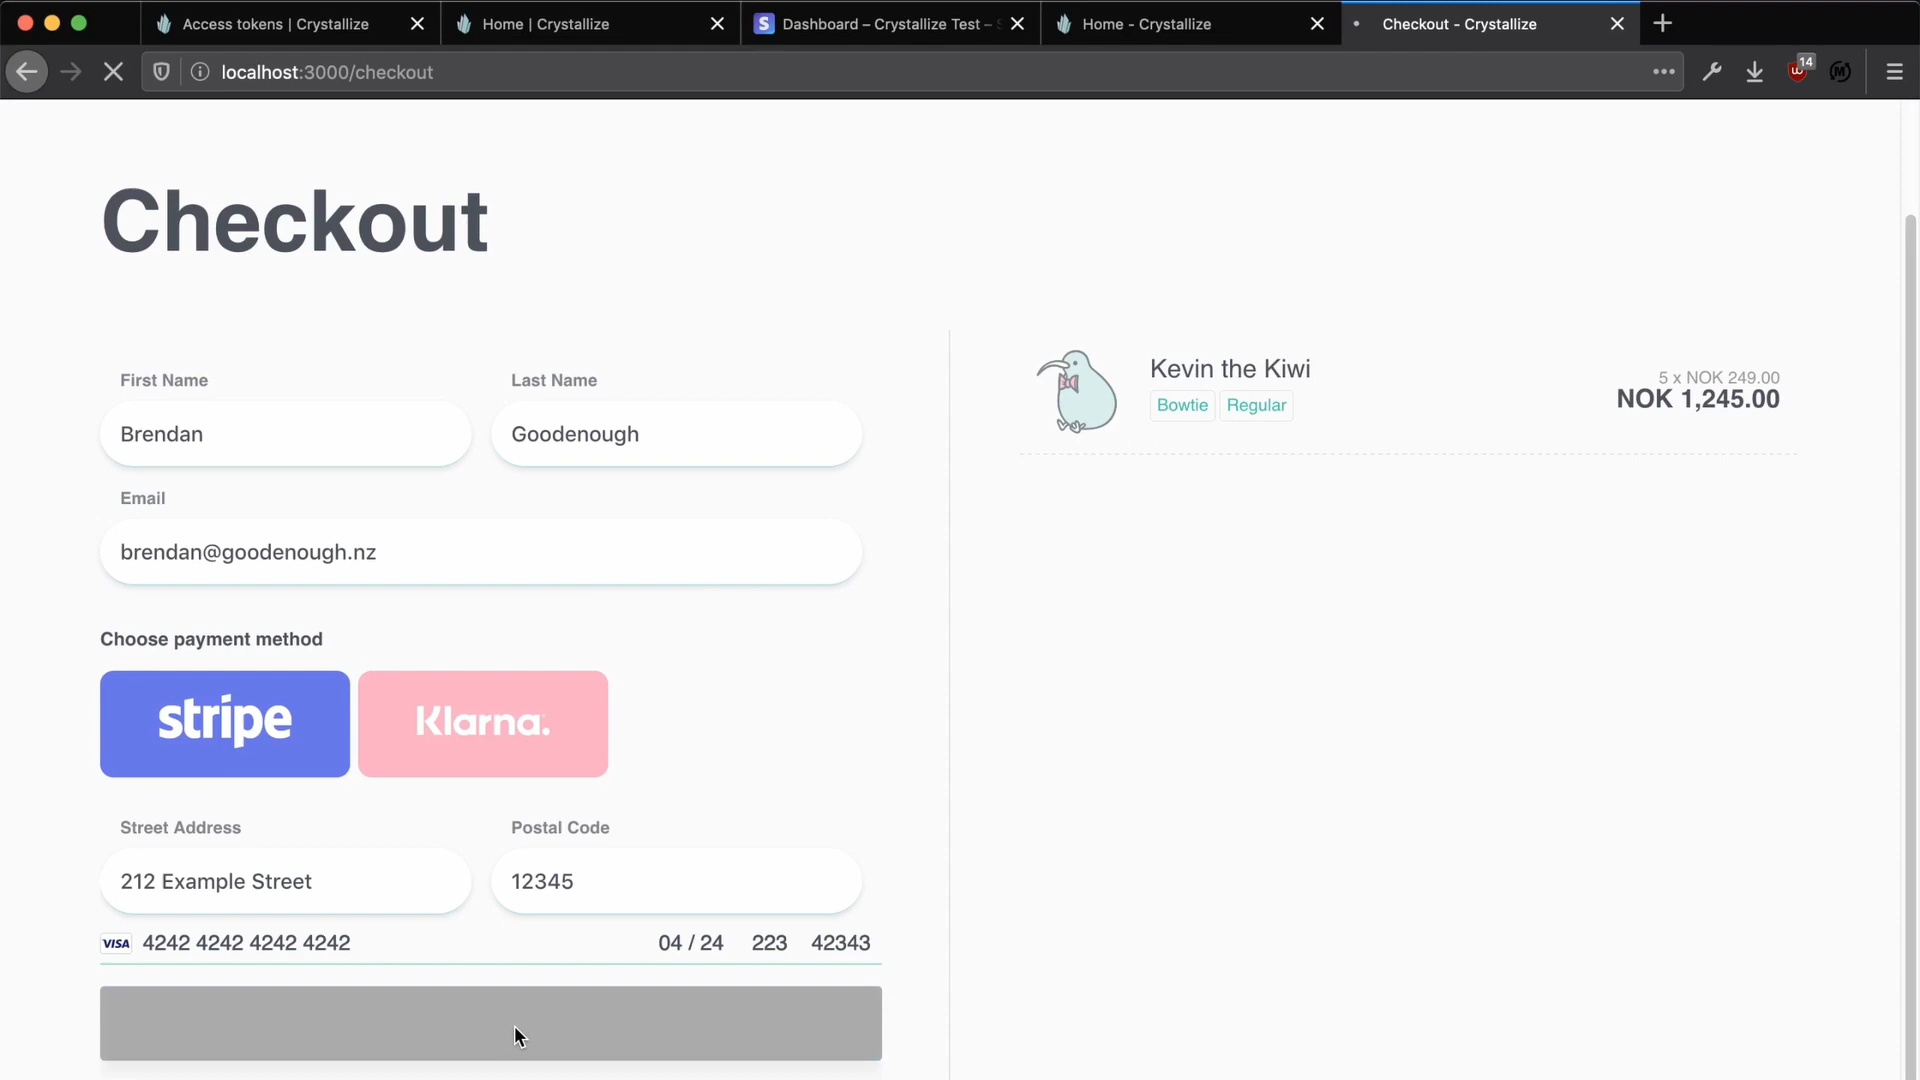 Access tokens | Crystallize
Home | Crystallize
Dashboard – Crystallize Test –
Home - Crystallize
Checkout - Crystallize
localhost:3000/checkout
14
Checkout
First Name
Last Name
Brendan
Goodenough
Email
brendan@goodenough.nz
Choose payment method
stripe
Klarna.
Street Address
Postal Code
212 Example Street
12345
VISA 4242 4242 4242 4242 04 / 24 223 42343
Kevin the Kiwi
Bowtie
Regular
5 x NOK 249.00
NOK 1,245.00